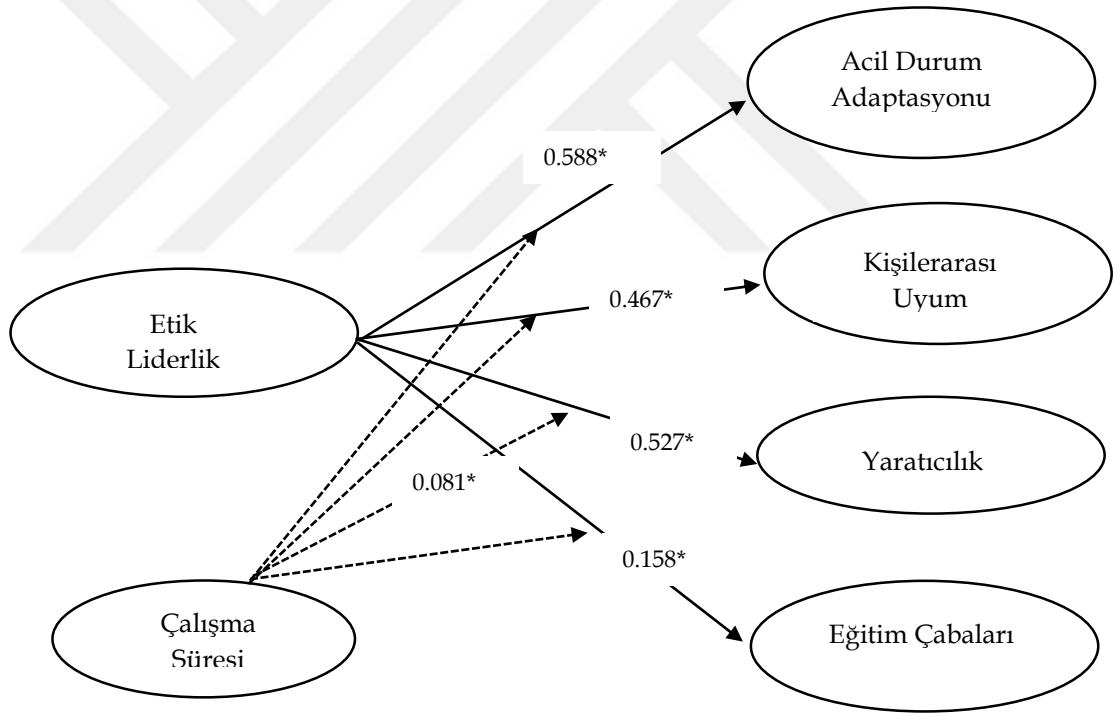 Acil Durum
Adaptasyonu
0.588*
Kişilerarası
Uyum
0.467*
Etik
Liderlik
0.527*
Yaratıcılık
0.081*
0.158*
Çalışma
Süresi
Eğitim Çabaları